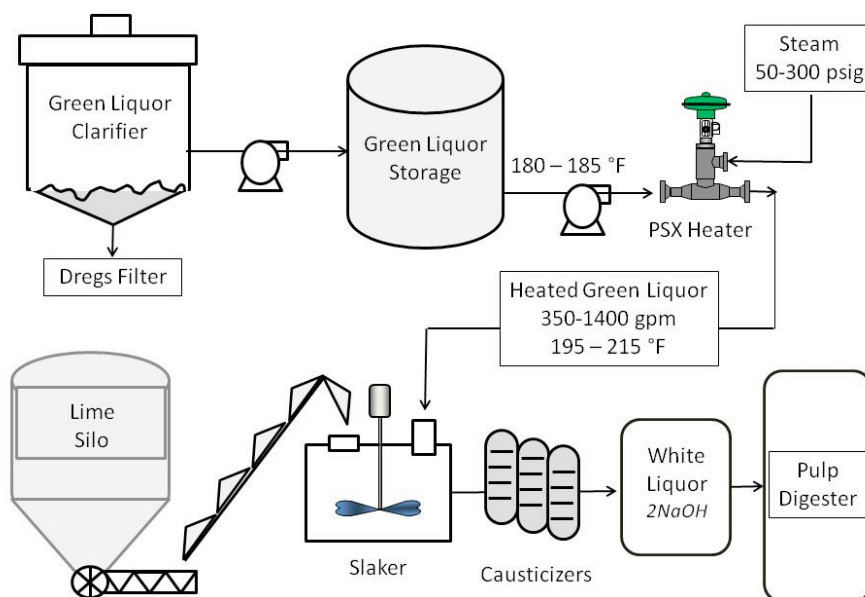 Green Liquor
Clarifier
Dregs Filter
Green Liquor
Storage
180 – 185 °F
Steam
50-300 psig
PSX Heater
Heated Green Liquor
350-1400 gpm
195 – 215 °F
Lime
Silo
Slaker
Causticizers
White
Liquor
2NaOH
Pulp
Digester